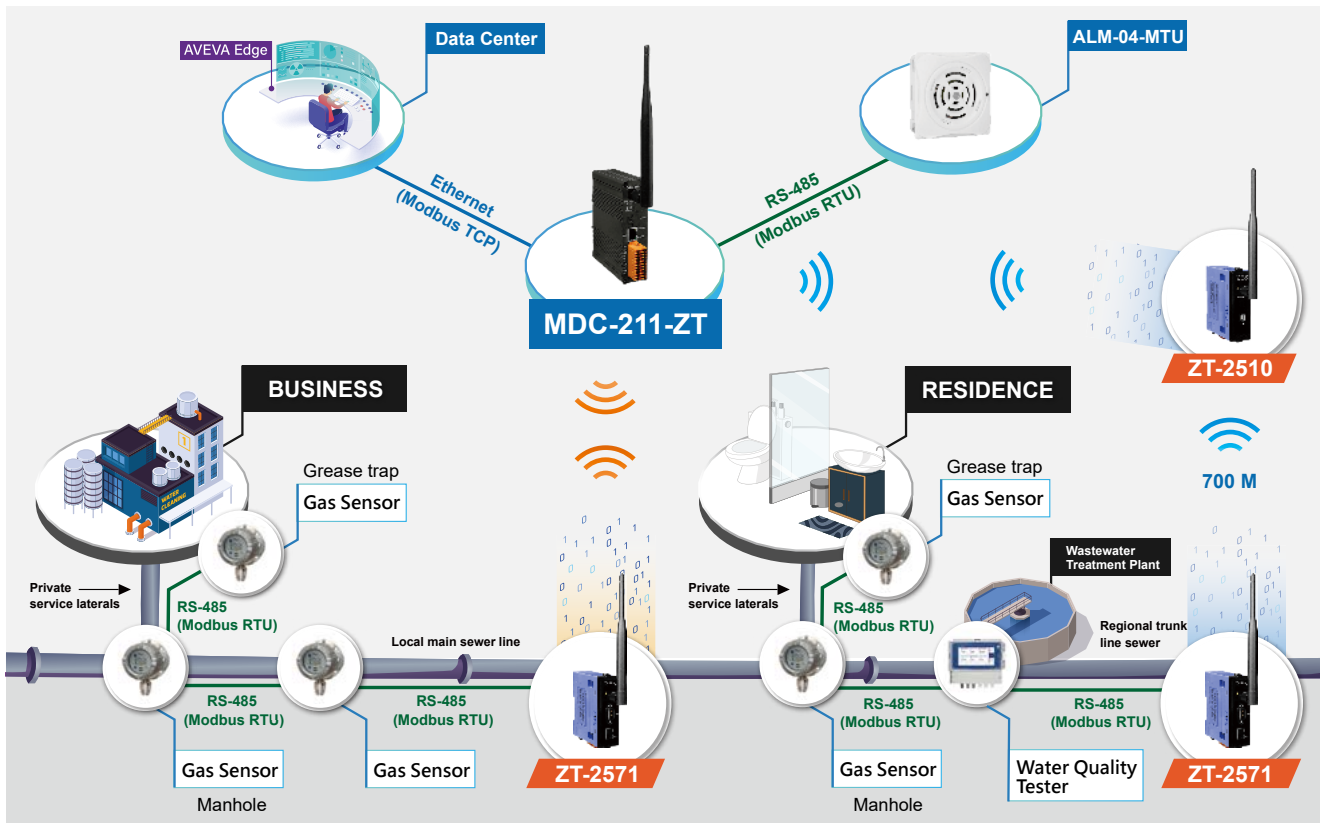 AVEVA Edge
Data Center
ALM-04-MTU
Ethernet
(Modbus TCP)
RS-485
(Modbus RTU)
MDC-211-ZT
ZT-2510
BUSINESS
RESIDENCE
Grease trap
Gas Sensor
Grease trap
Gas Sensor
700 M
WATER
CLEANING
1
Wastewater
Treatment Plant
Private
service laterals
RS-485
(Modbus RTU)
Local main sewer line
Private
service laterals
RS-485
(Modbus RTU)
Regional trunk
line sewer
RS-485
(Modbus RTU)
RS-485
(Modbus RTU)
RS-485
(Modbus RTU)
RS-485
(Modbus RTU)
Gas Sensor
Manhole
Gas Sensor
ZT-2571
Gas Sensor
Manhole
Water Quality
Tester
ZT-2571